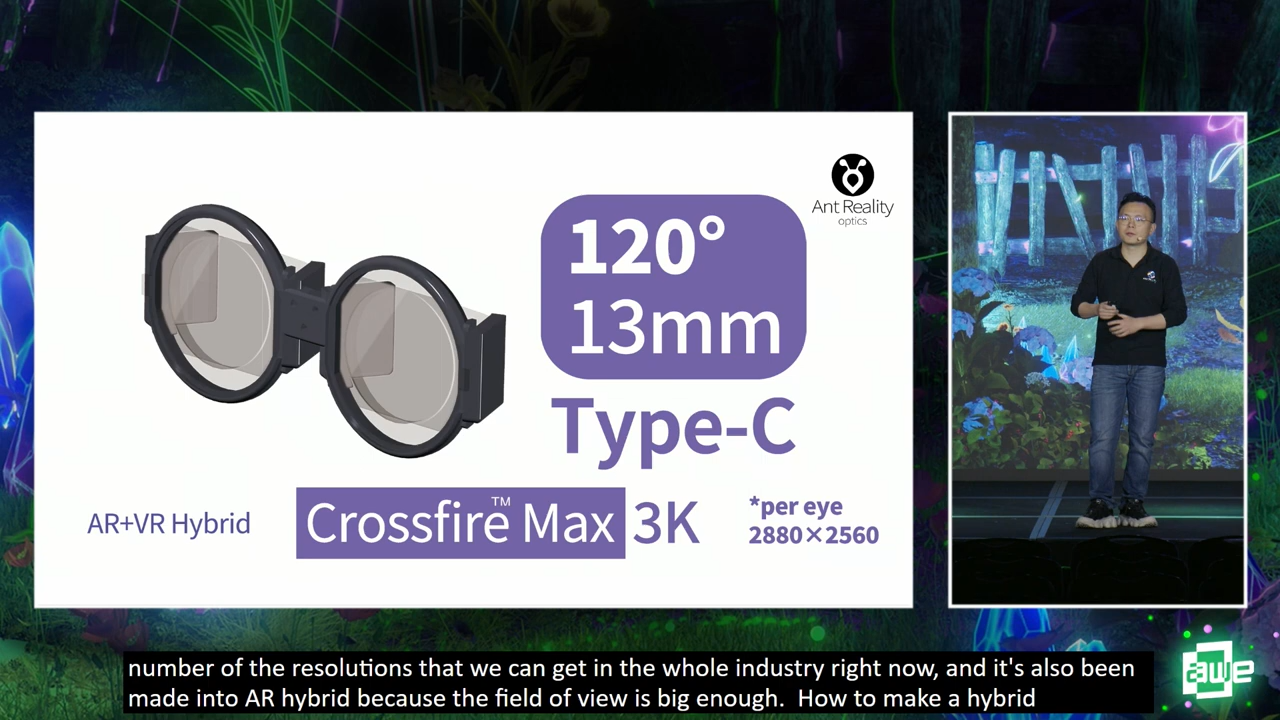 Ant Reality
optics
120°
13mm
Type-C
AR+VR Hybrid
Crossfire™ Max 3K
*per eye
2880×2560
number of the resolutions that we can get in the whole industry right now, and it's also been
made into AR hybrid because the field of view is big enough.  How to make a hybrid
awe